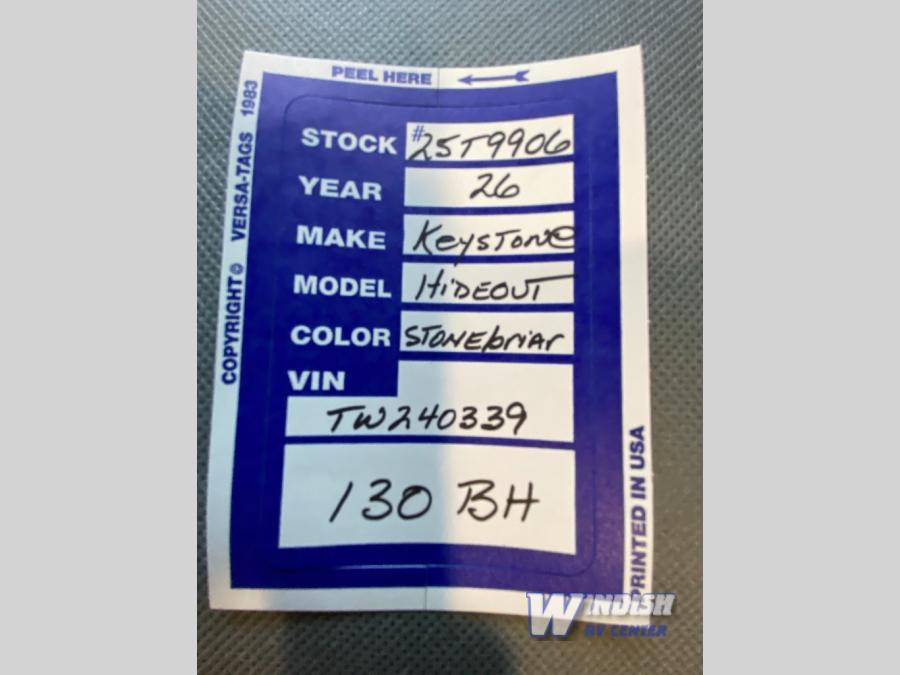 PEEL HERE
COPYRIGHT © VERSA-TAGS 1983
STOCK #25T9906
YEAR 26
MAKE KEYSTONE
MODEL HIDEOUT
COLOR STONEbriar
VIN
TW240339
130 BH
PRINTED IN USA
WINDISH
RV CENTER